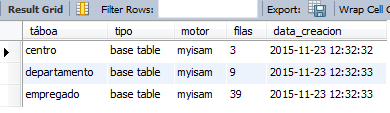 Result Grid Filter Rows: Export: Wrap Cell C
táboa tipo motor filas data_creacion
centro base table myisam 3 2015-11-23 12:32:32
departamento base table myisam 9 2015-11-23 12:32:33
empregado base table myisam 39 2015-11-23 12:32:33